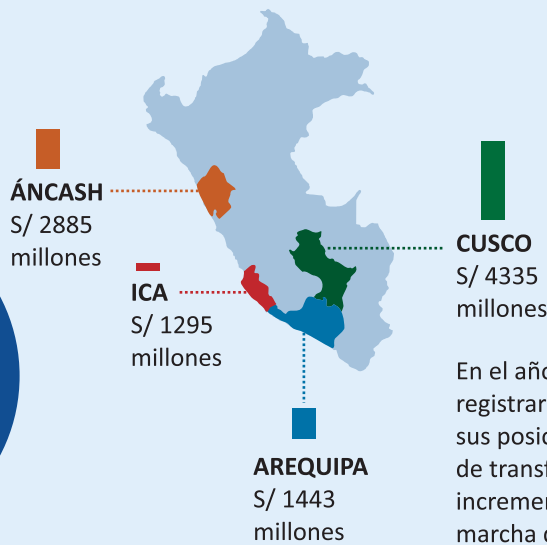 ÁNCASH
S/ 2885
millones
ICA
S/ 1295
millones
AREQUIPA
S/ 1443
millones
CUSCO
S/ 4335
millones
En el año
registrar
sus posic
de transf
incremen
marcha